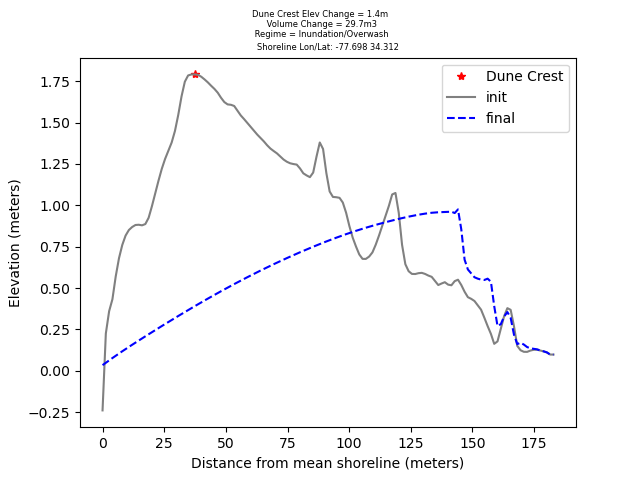 Dune Crest Elev Change = 1.4m
Volume Change = 29.7m3
Regime = Inundation/Overwash
Shoreline Lon/Lat: -77.698 34.312
Dune Crest
init
final
1.75
1.50
1.25
1.00
0.75
0.50
0.25
0.00
−0.25
Elevation (meters)
0 25 50 75 100 125 150 175
Distance from mean shoreline (meters)